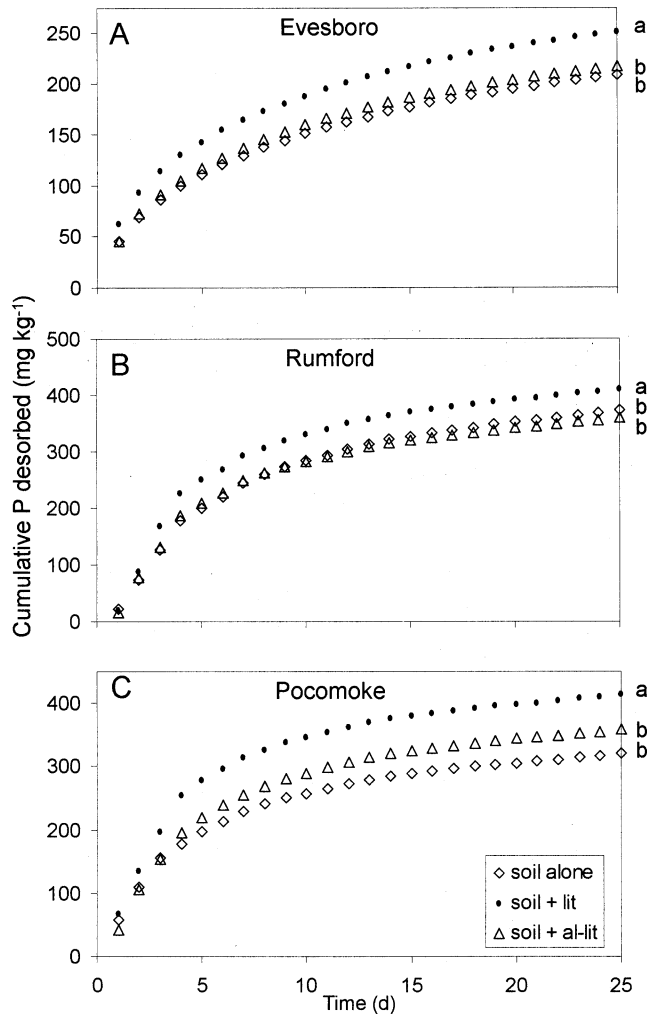 A
Evesboro
250
200
150
100
50
0
a
b
b
B
Rumford
500
400
300
200
100
0
a
b
b
C
Pocomoke
400
300
200
100
0
a
b
b
◇ soil alone
• soil + lit
△ soil + al-lit
0 5 10 15 20 25
Time (d)
Cumulative P desorbed (mg kg⁻¹)